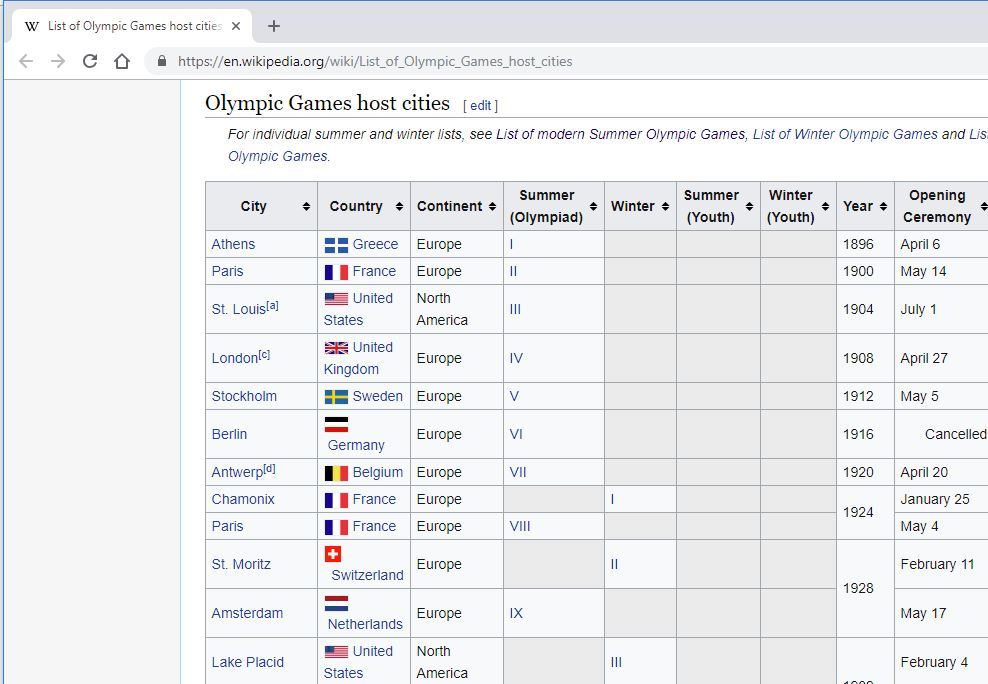 List of Olympic Games host cities
https://en.wikipedia.org/wiki/List_of_Olympic_Games_host_cities
Olympic Games host cities [ edit ]
For individual summer and winter lists, see List of modern Summer Olympic Games, List of Winter Olympic Games and Lis
Olympic Games.
City Country Continent Summer (Olympiad) Winter Summer (Youth) Winter (Youth) Year Opening Ceremony
Athens Greece Europe I 1896 April 6
Paris France Europe II 1900 May 14
St. Louis[a] United States North America III 1904 July 1
London[c] United Kingdom Europe IV 1908 April 27
Stockholm Sweden Europe V 1912 May 5
Berlin Germany Europe VI 1916 Cancelled
Antwerp[d] Belgium Europe VII 1920 April 20
Chamonix France Europe I 1924 January 25
Paris France Europe VIII May 4
St. Moritz Switzerland Europe II 1928 February 11
Amsterdam Netherlands Europe IX May 17
Lake Placid United States North America III February 4